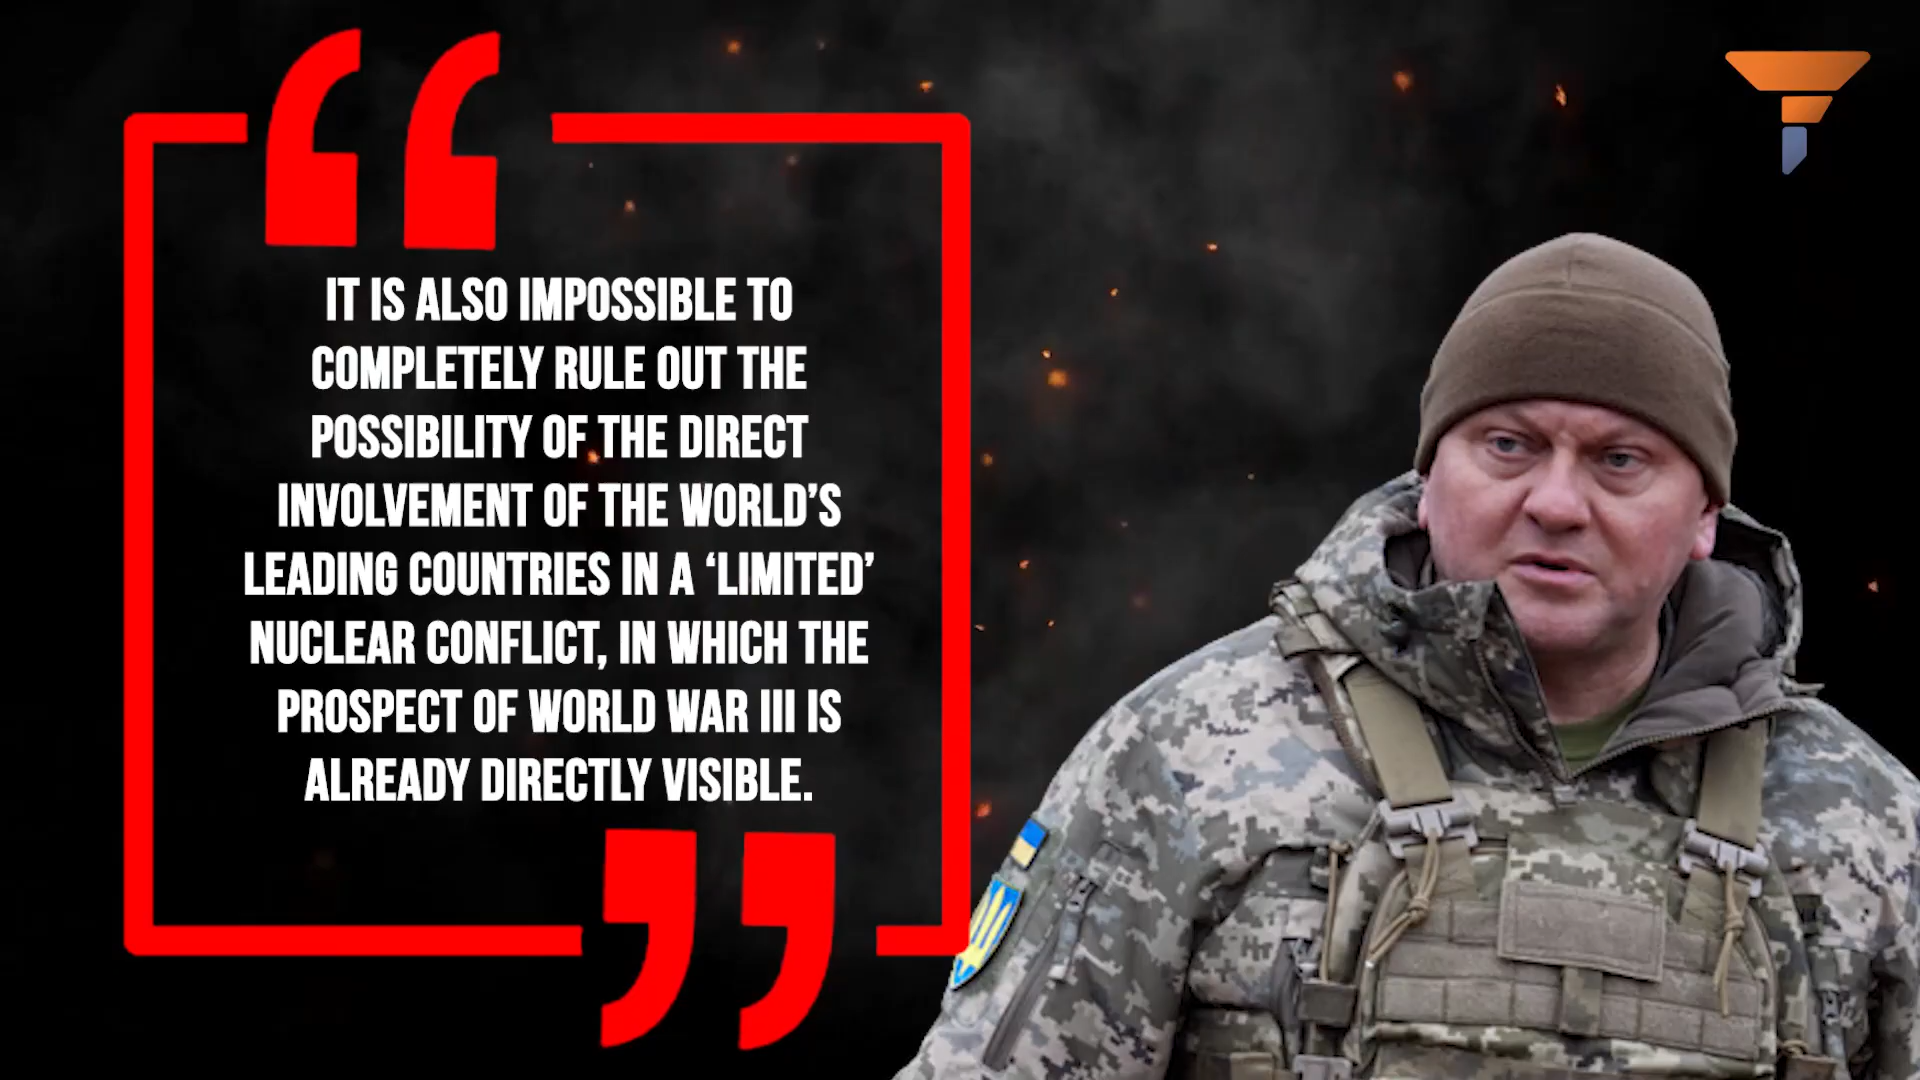 IT IS ALSO IMPOSSIBLE TO
COMPLETELY RULE OUT THE
POSSIBILITY OF THE DIRECT
INVOLVEMENT OF THE WORLD’S
LEADING COUNTRIES IN A ‘LIMITED’
NUCLEAR CONFLICT, IN WHICH THE
PROSPECT OF WORLD WAR III IS
ALREADY DIRECTLY VISIBLE.